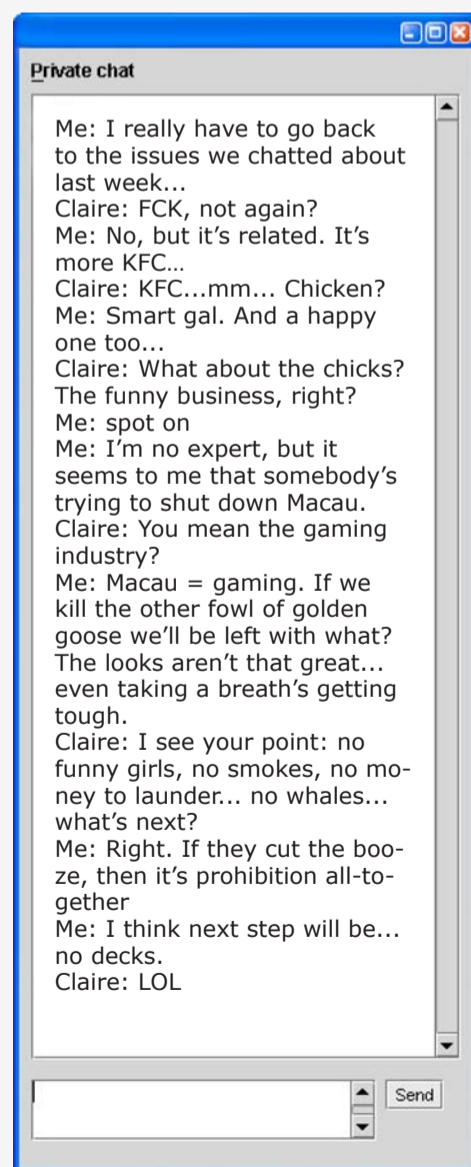 Private chat
Me: I really have to go back
to the issues we chatted about
last week...
Claire: FCK, not again?
Me: No, but it’s related. It’s
more KFC…
Claire: KFC...mm... Chicken?
Me: Smart gal. And a happy
one too...
Claire: What about the chicks?
The funny business, right?
Me: spot on
Me: I’m no expert, but it
seems to me that somebody’s
trying to shut down Macau.
Claire: You mean the gaming
industry?
Me: Macau = gaming. If we
kill the other fowl of golden
goose we’ll be left with what?
The looks aren’t that great...
even taking a breath’s getting
tough.
Claire: I see your point: no
funny girls, no smokes, no mo-
ney to launder... no whales...
what’s next?
Me: Right. If they cut the boo-
ze, then it’s prohibition all-to-
gether
Me: I think next step will be...
no decks.
Claire: LOL
Send